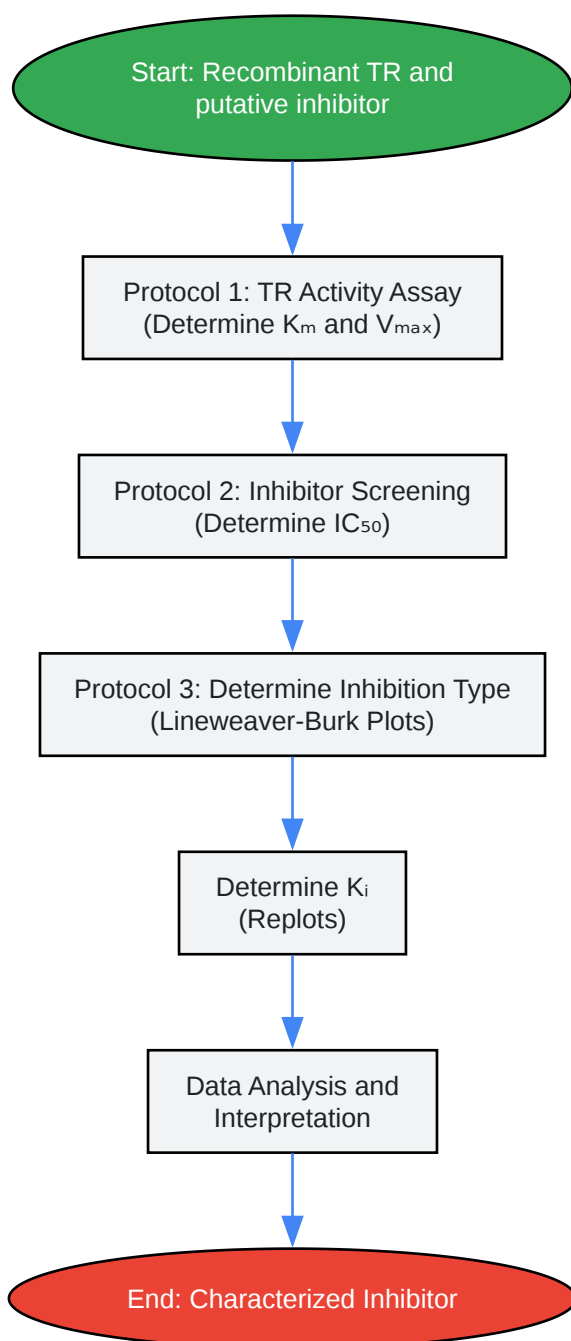 Start: Recombinant TR and
putative inhibitor
Protocol 1: TR Activity Assay
(Determine Kₘ and Vₘₐₓ)
Protocol 2: Inhibitor Screening
(Determine IC₅₀)
Protocol 3: Determine Inhibition Type
(Lineweaver-Burk Plots)
Determine Kᵢ
(Replots)
Data Analysis and
Interpretation
End: Characterized Inhibitor